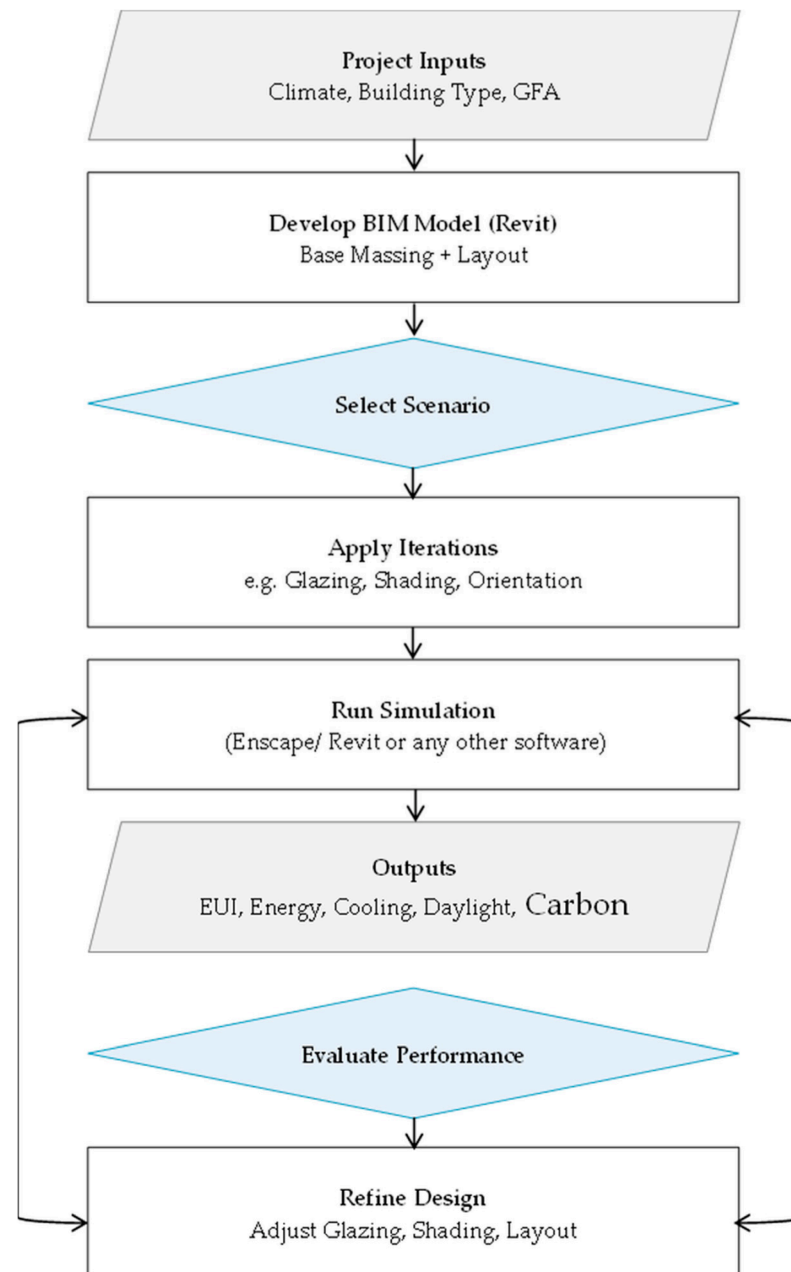 Project Inputs
Climate, Building Type, GFA
Develop BIM Model (Revit)
Base Massing + Layout
Select Scenario
Apply Iterations
e.g. Glazing, Shading, Orientation
Run Simulation
(Enscape/ Revit or any other software)
Outputs
EUI, Energy, Cooling, Daylight, Carbon
Evaluate Performance
Refine Design
Adjust Glazing, Shading, Layout